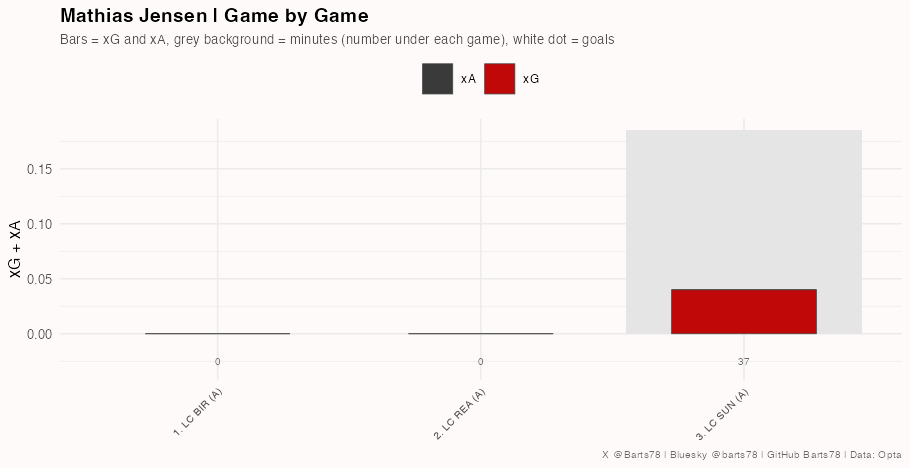 Mathias Jensen | Game by Game
Bars = xG and xA, grey background = minutes (number under each game), white dot = goals
xA xG
xG + xA
0.15
0.10
0.05
0.00
0 0 37
1. LC BIR (A) 2. LC REA (A) 3. LC SUN (A)
X @Barts78 | Bluesky @barts78 | GitHub Barts78 | Data: Opta